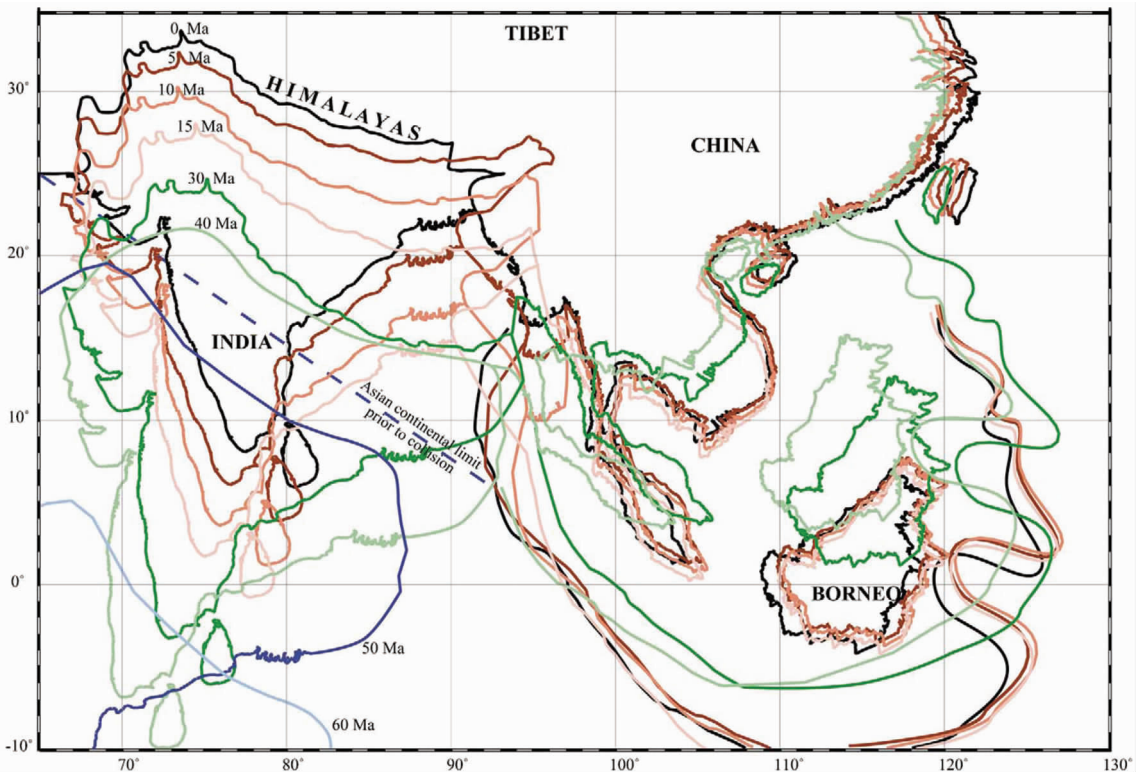 TIBET
0 Ma
5 Ma
30°
10 Ma
HIMALAYAS
15 Ma
CHINA
30 Ma
40 Ma
20°
INDIA
Asian continental limit
prior to collision
10°
0°
BORNEO
50 Ma
60 Ma
-10°
70°
80°
90°
100°
110°
120°
130°